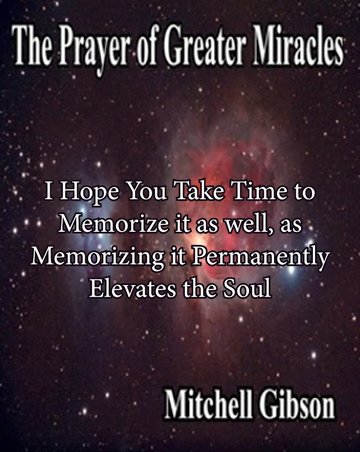 The Prayer of Greater Miracles
I Hope You Take Time to
Memorize it as well, as
Memorizing it Permanently
Elevates the Soul
Mitchell Gibson